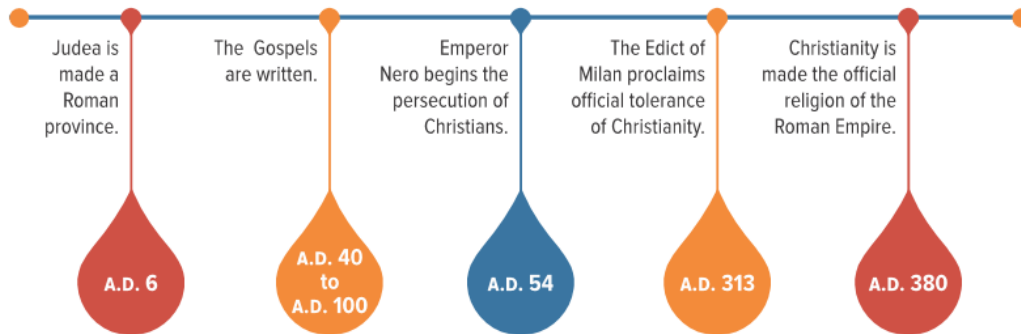 Judea is
made a
Roman
province.
The Gospels
are written.
Emperor
Nero begins the
persecution of
Christians.
The Edict of
Milan proclaims
official tolerance
of Christianity.
Christianity is
made the official
religion of the
Roman Empire.
A.D. 6
A.D. 40
to
A.D. 100
A.D. 54
A.D. 313
A.D. 380